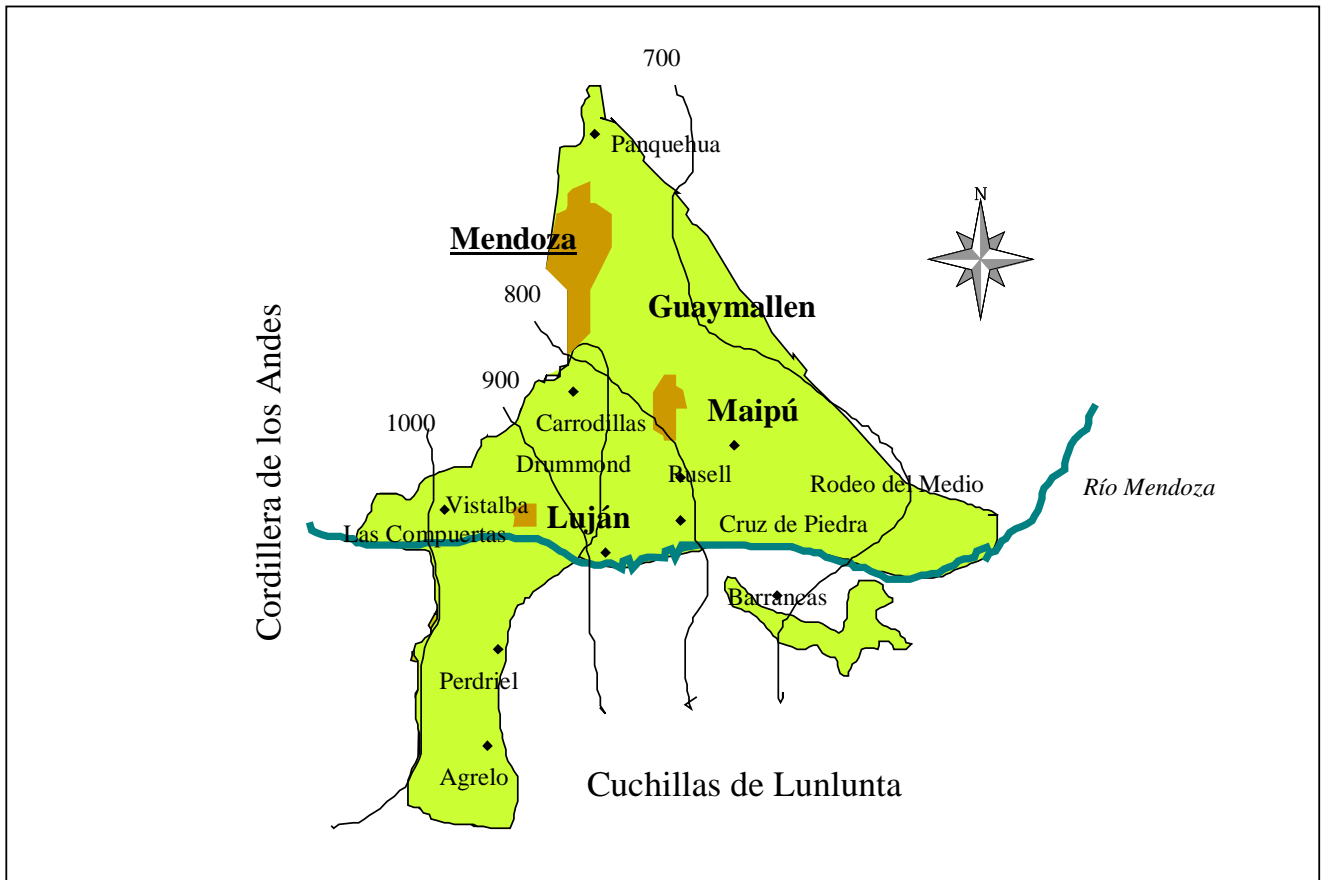 700
Panquehua
N
Mendoza
800
Guaymallen
900
Maipú
1000
Carrodillas
Drummond
Rusell
Rodeo del Medio
Río Mendoza
Vistalba
Luján
Cruz de Piedra
Las Compuertas
Cordillera de los Andes
Barrancas
Perdriel
Agrelo
Cuchillas de Lunlunta